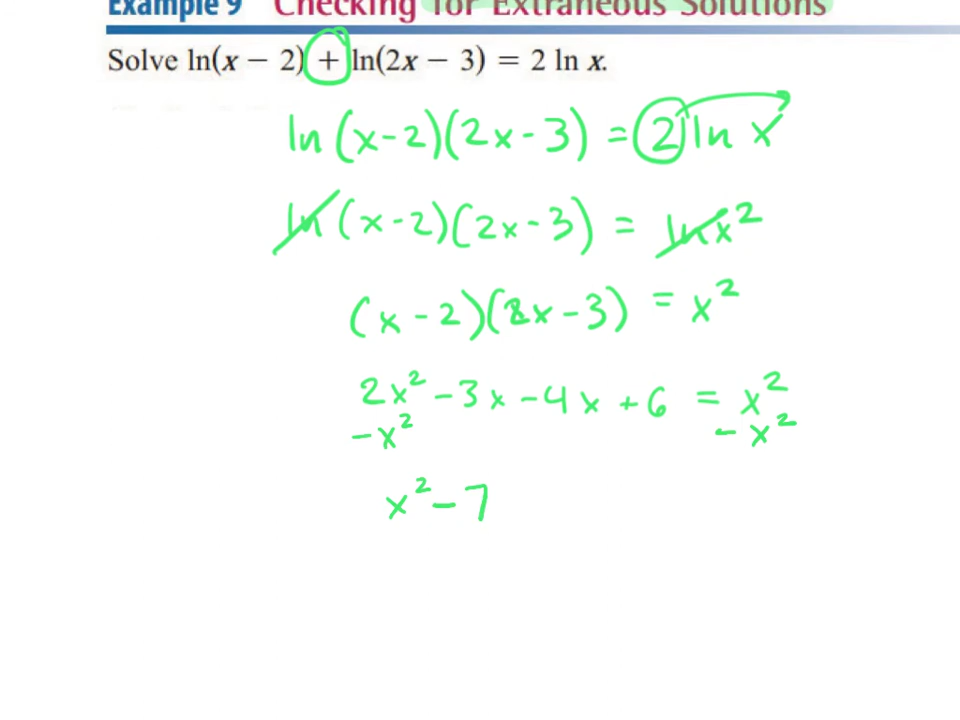 Example 9 Checking for Extraneous Solutions
Solve ln(x − 2) + ln(2x − 3) = 2 ln x.
ln (x-2)(2x-3) = 2 ln x
ln (x-2)(2x-3) = ln x²
(x-2)(2x-3) = x²
2x² -3x -4x +6 = x²
-x² -x²
x² -7